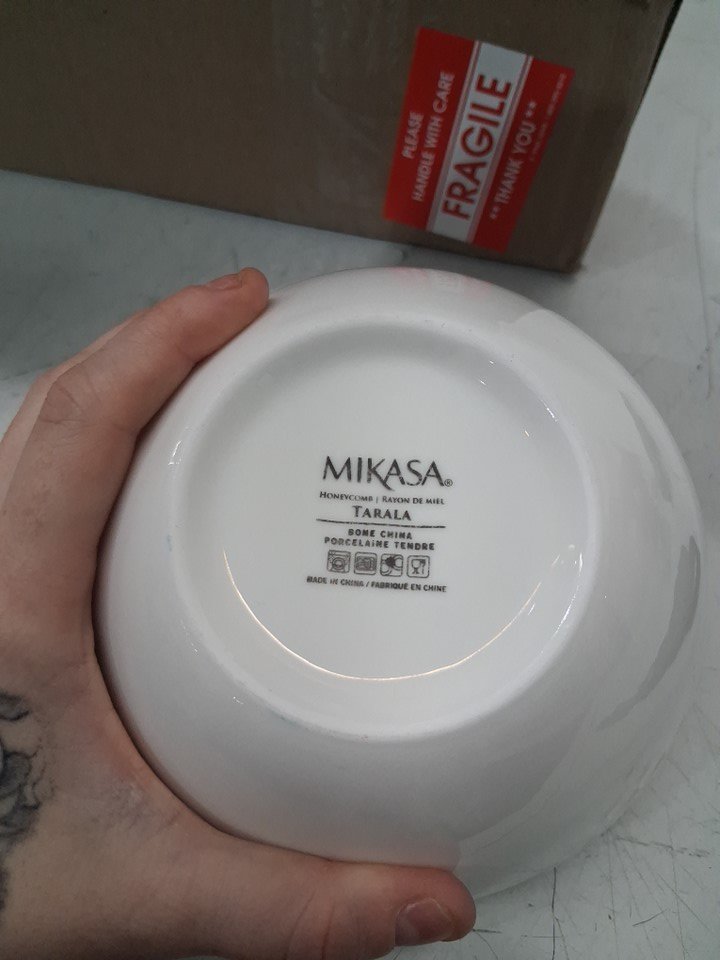 PLEASE
HANDLE WITH CARE
FRAGILE
** THANK YOU **
MIKASA®
HONEYCOMB | RAYON DE MIEL
TARALA
BONE CHINA
PORCELAINE TENDRE
MADE IN CHINA / FABRIQUÉ EN CHINE